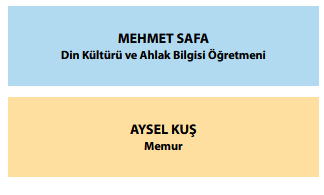 MEHMET SAFA
Din Kültürü ve Ahlak Bilgisi Öğretmeni
AYSEL KUŞ
Memur